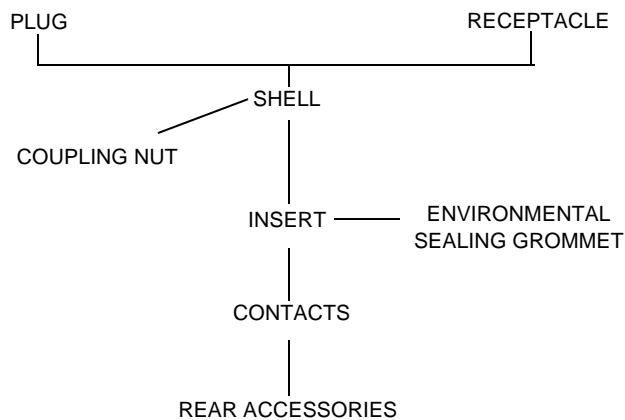 PLUG
RECEPTACLE
SHELL
COUPLING NUT
INSERT
ENVIRONMENTAL
SEALING GROMMET
CONTACTS
REAR ACCESSORIES